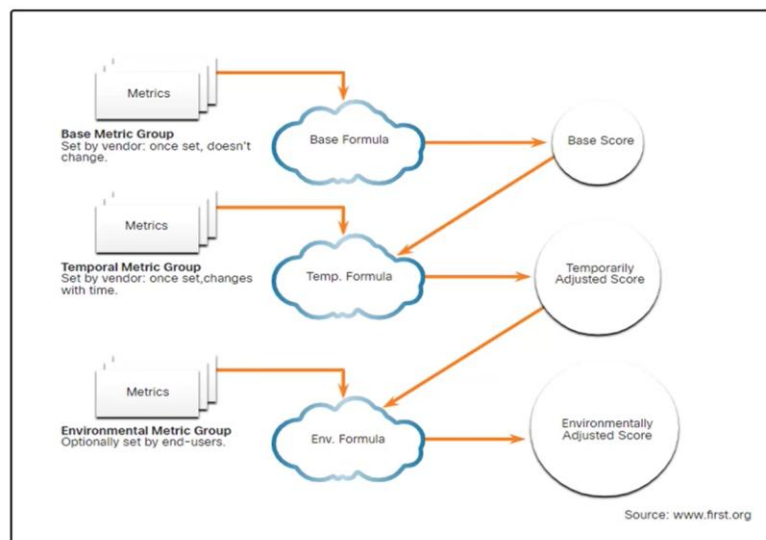 Metrics
Base Metric Group
Set by vendor: once set, doesn't
change.
Base Formula
Base Score
Metrics
Temporal Metric Group
Set by vendor: once set,changes
with time.
Temp. Formula
Temporarily
Adjusted Score
Metrics
Environmental Metric Group
Optionally set by end-users.
Env. Formula
Environmentally
Adjusted Score
Source: www.first.org